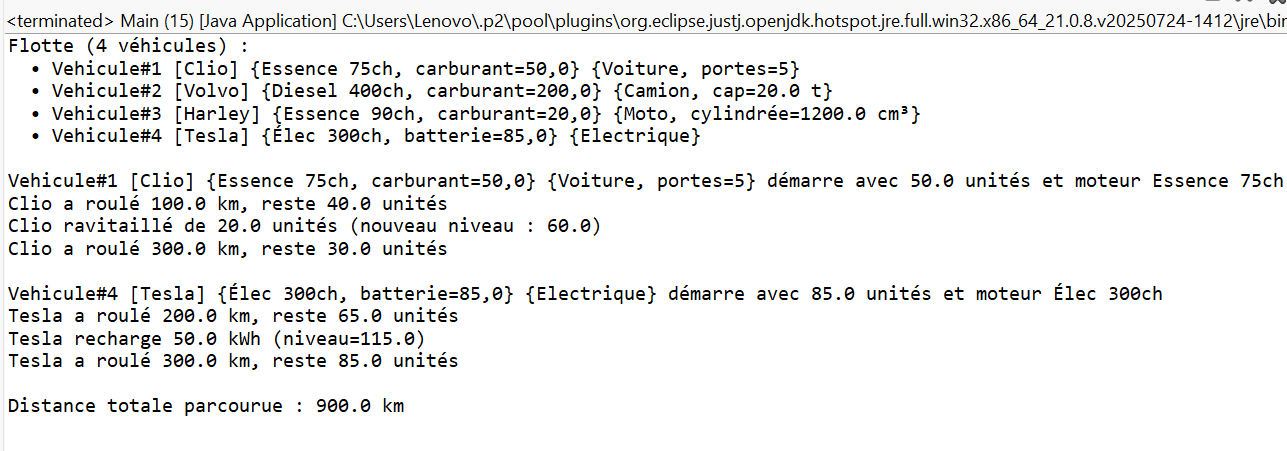 <terminated> Main (15) [Java Application] C:\Users\Lenovo\.p2\pool\plugins\org.eclipse.justj.openjdk.hotspot.jre.full.win32.x86_64_21.0.8.v20250724-1412\jre\bin
Flotte (4 véhicules) :
• Vehicule#1 [Clio] {Essence 75ch, carburant=50,0} {Voiture, portes=5}
• Vehicule#2 [Volvo] {Diesel 400ch, carburant=200,0} {Camion, cap=20.0 t}
• Vehicule#3 [Harley] {Essence 90ch, carburant=20,0} {Moto, cylindrée=1200.0 cm³}
• Vehicule#4 [Tesla] {Élec 300ch, batterie=85,0} {Electrique}
Vehicule#1 [Clio] {Essence 75ch, carburant=50,0} {Voiture, portes=5} démarre avec 50.0 unités et moteur Essence 75ch
Clio a roulé 100.0 km, reste 40.0 unités
Clio ravitaillé de 20.0 unités (nouveau niveau : 60.0)
Clio a roulé 300.0 km, reste 30.0 unités
Vehicule#4 [Tesla] {Élec 300ch, batterie=85,0} {Electrique} démarre avec 85.0 unités et moteur Élec 300ch
Tesla a roulé 200.0 km, reste 65.0 unités
Tesla recharge 50.0 kWh (niveau=115.0)
Tesla a roulé 300.0 km, reste 85.0 unités
Distance totale parcourue : 900.0 km